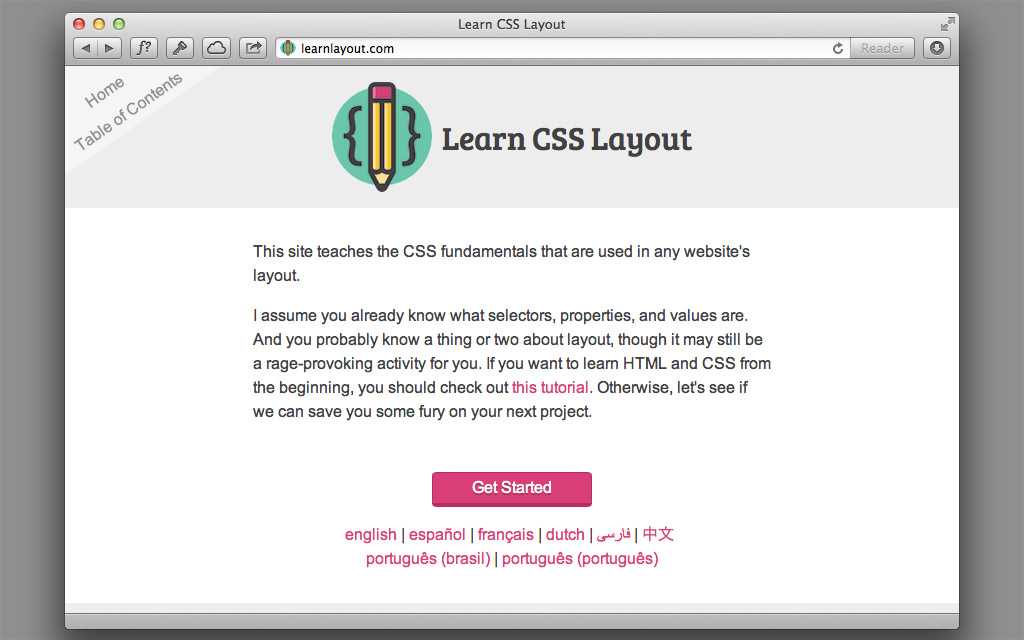 Learn CSS Layout
f?
learnlayout.com
Reader
Home
Table of Contents
{ }
Learn CSS Layout
This site teaches the CSS fundamentals that are used in any website's
layout.
I assume you already know what selectors, properties, and values are.
And you probably know a thing or two about layout, though it may still be
a rage-provoking activity for you. If you want to learn HTML and CSS from
the beginning, you should check out this tutorial. Otherwise, let's see if
we can save you some fury on your next project.
Get Started
english | español | français | dutch | فارسی | 中文
português (brasil) | português (português)